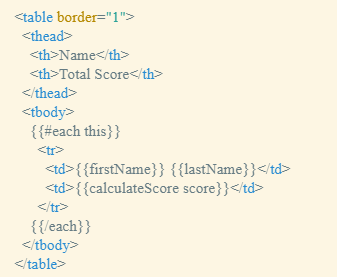 <table border="1">
  <thead>
    <th>Name</th>
    <th>Total Score</th>
  </thead>
  <tbody>
    {{#each this}}
      <tr>
        <td>{{firstName}} {{lastName}}</td>
        <td>{{calculateScore score}}</td>
      </tr>
    {{/each}}
  </tbody>
</table>